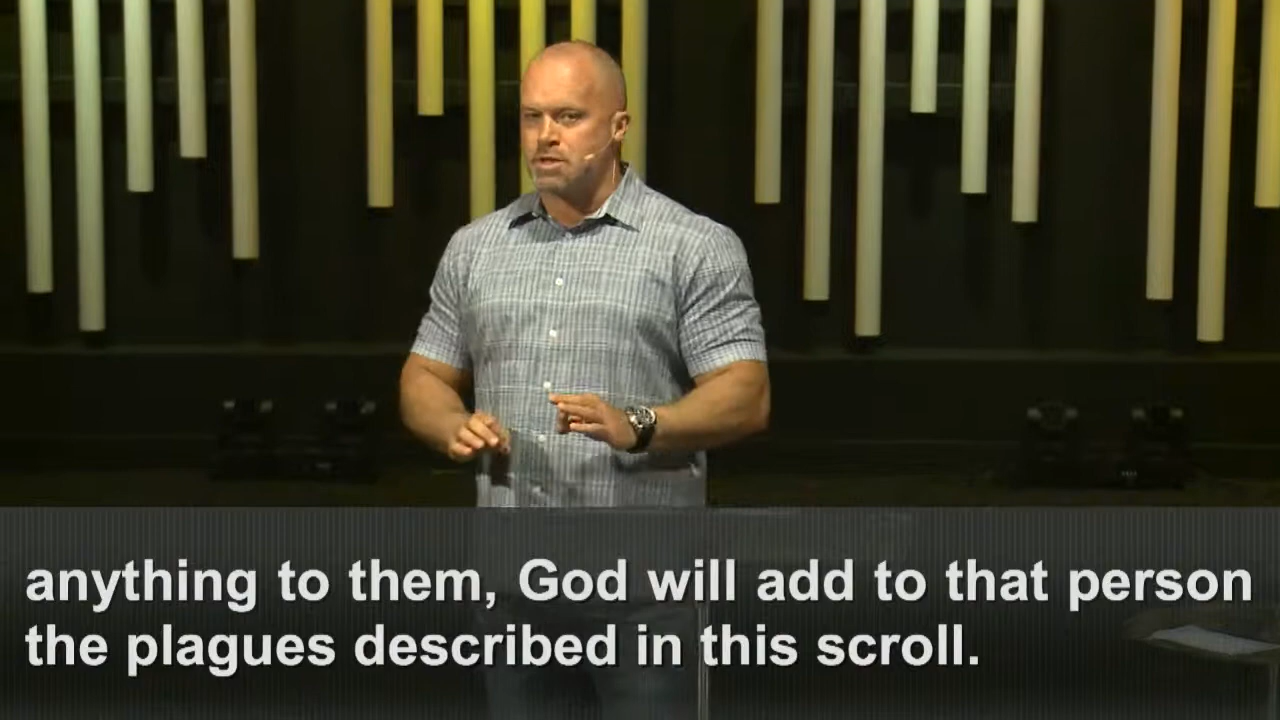 anything to them, God will add to that person
the plagues described in this scroll.